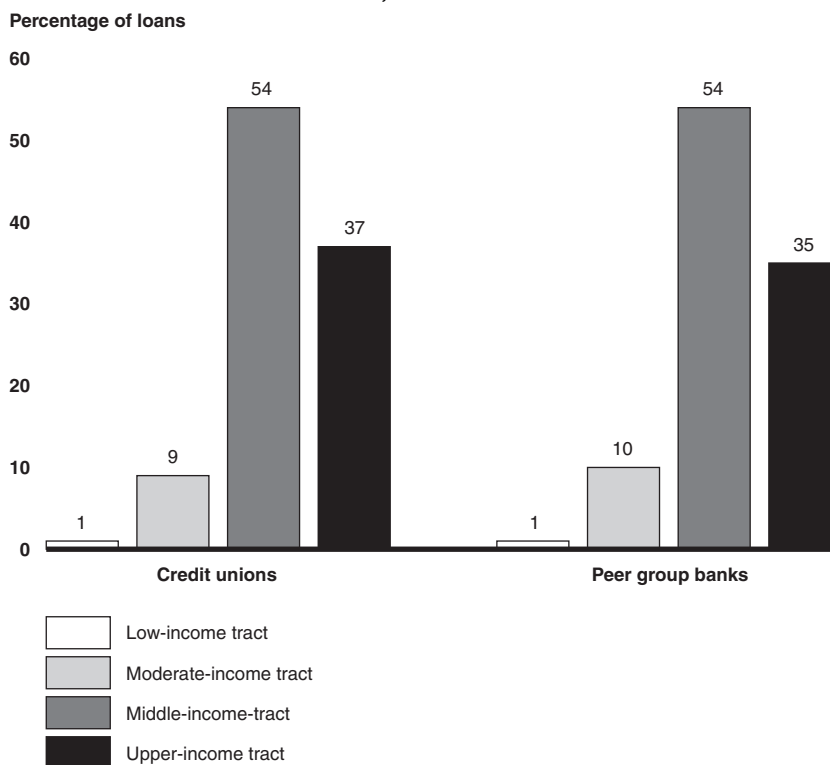 Percentage of loans
60
54
54
50
40
37
35
30
20
10
9
10
1
1
0
Credit unions
Peer group banks
Low-income tract
Moderate-income tract
Middle-income-tract
Upper-income tract